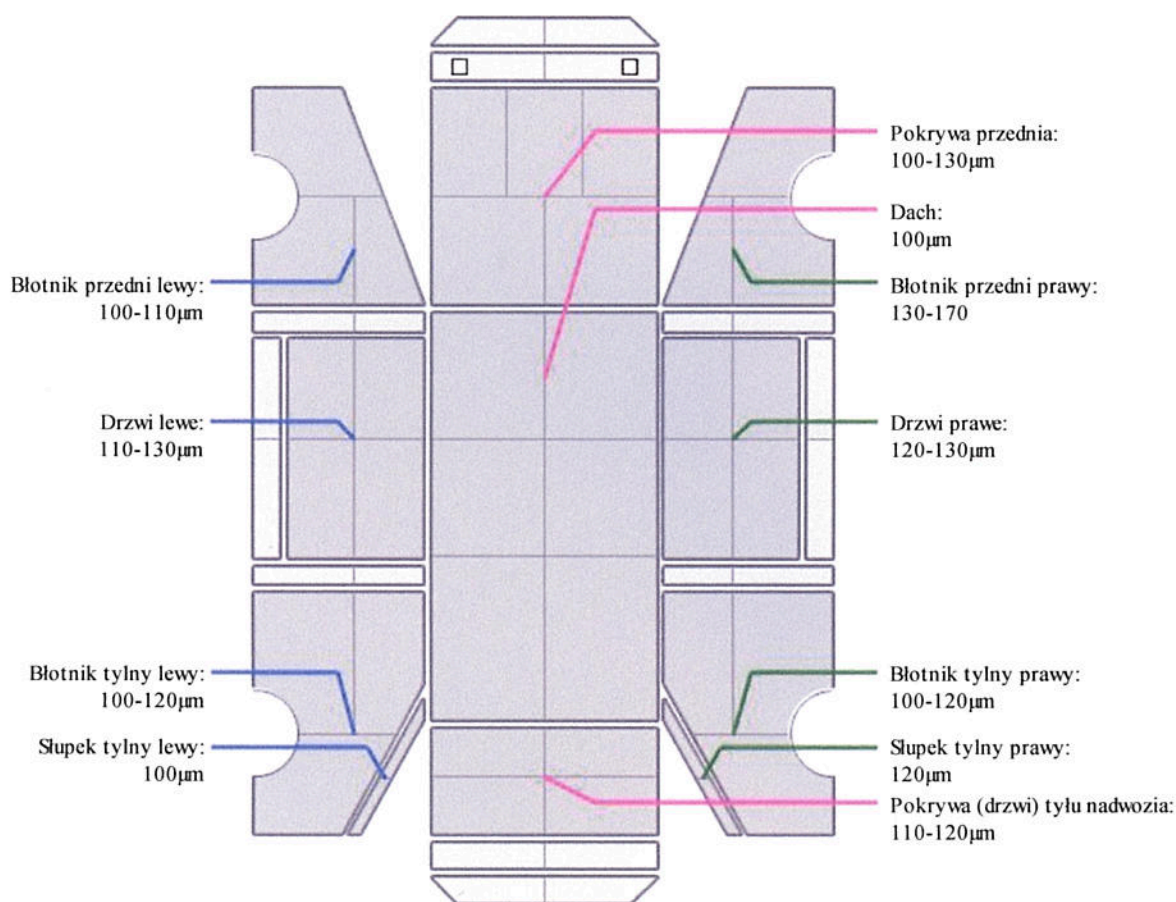 Pokrywa przednia:
100-130µm
Dach:
100µm
Błotnik przedni lewy:
100-110µm
Błotnik przedni prawy:
130-170
Drzwi lewe:
110-130µm
Drzwi prawe:
120-130µm
Błotnik tylny lewy:
100-120µm
Błotnik tylny prawy:
100-120µm
Słupek tylny lewy:
100µm
Słupek tylny prawy:
120µm
Pokrywa (drzwi) tyłu nadwozia:
110-120µm